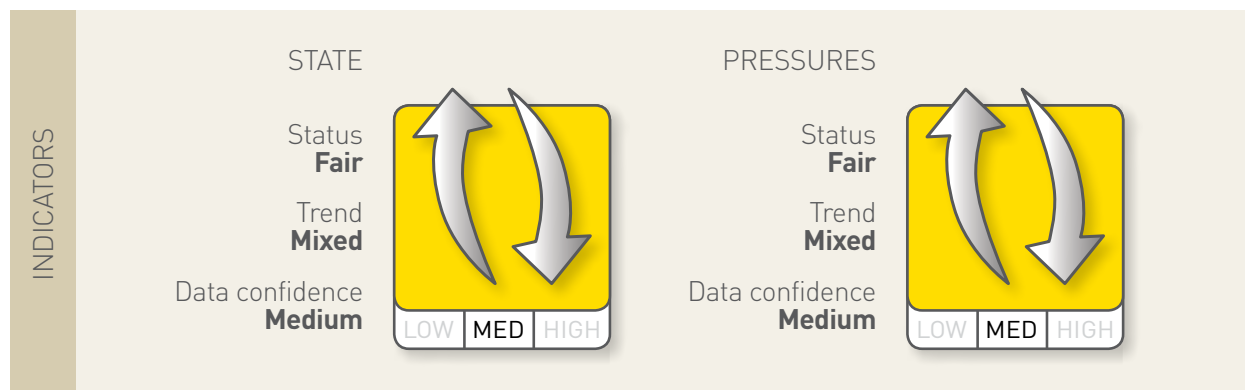 INDICATORS
STATE
Status
Fair
Trend
Mixed
Data confidence
Medium
LOW MED HIGH
PRESSURES
Status
Fair
Trend
Mixed
Data confidence
Medium
LOW MED HIGH